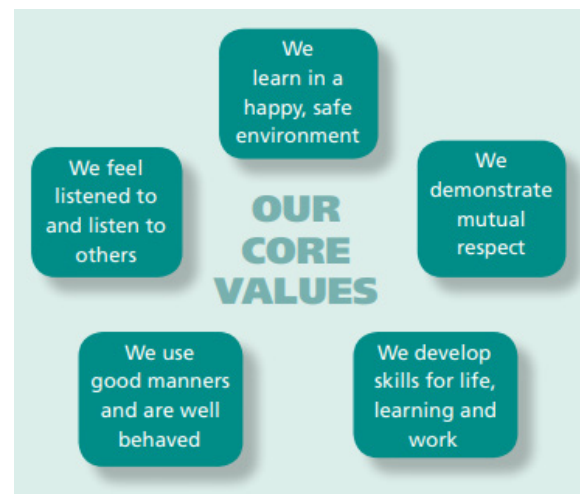 We
learn in a
happy, safe
environment
We feel
listened to
and listen to
others
OUR
CORE
VALUES
We
demonstrate
mutual
respect
We use
good manners
and are well
behaved
We develop
skills for life,
learning and
work